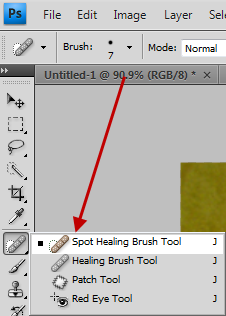 Ps File Edit Image Layer Sel
Brush: 7 Mode: Normal
Untitled-1 @ 90.9% (RGB/8) * ×
Spot Healing Brush Tool J
Healing Brush Tool J
Patch Tool J
Red Eye Tool J